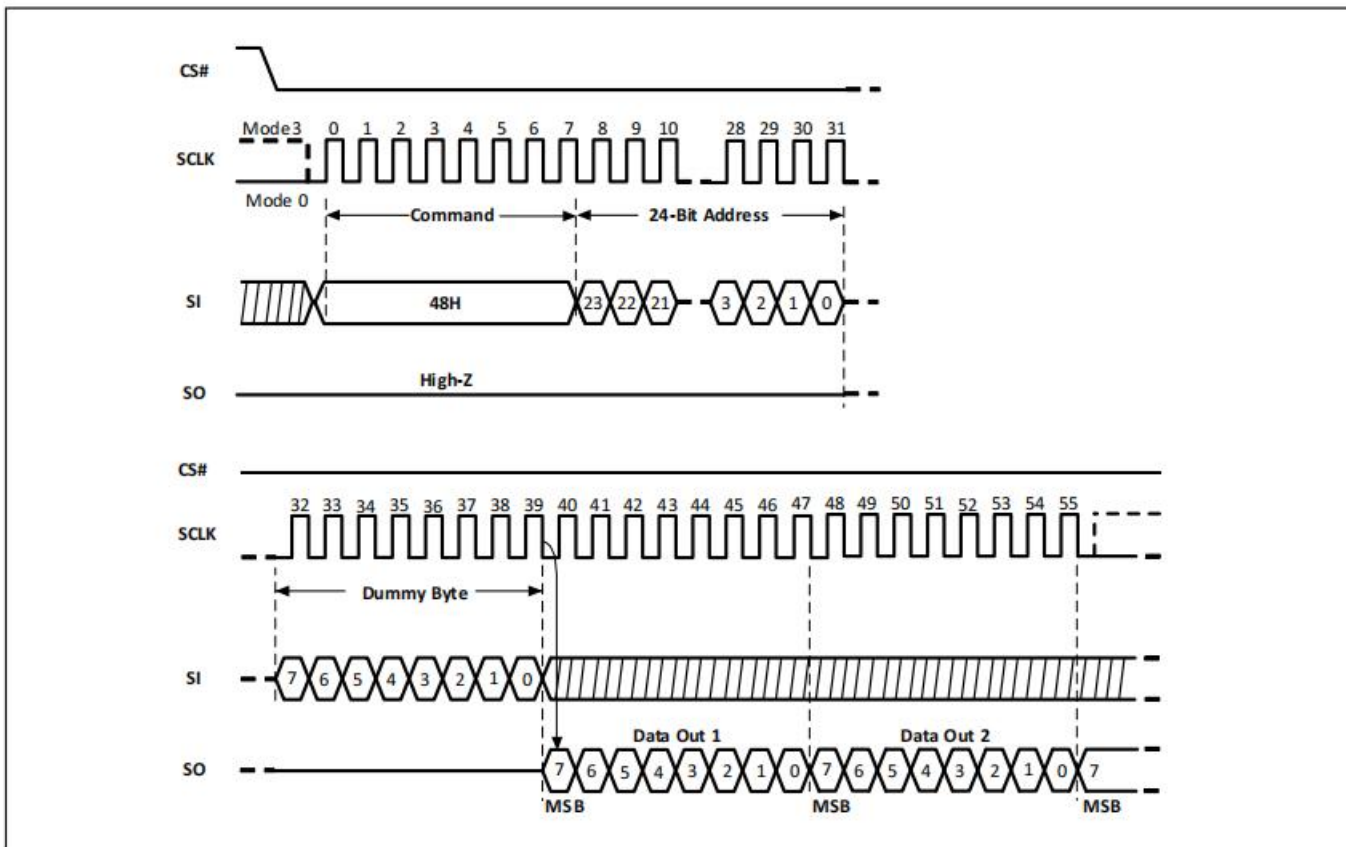 CS#
Mode3 0 1 2 3 4 5 6 7 8 9 10 28 29 30 31
SCLK
Mode 0
Command 24-Bit Address
SI 48H 23 22 21 3 2 1 0
High-Z
SO
CS#
32 33 34 35 36 37 38 39 40 41 42 43 44 45 46 47 48 49 50 51 52 53 54 55
SCLK
Dummy Byte
SI 7 6 5 4 3 2 1 0
Data Out 1 Data Out 2
SO 7 6 5 4 3 2 1 0 7 6 5 4 3 2 1 0 7
MSB MSB MSB